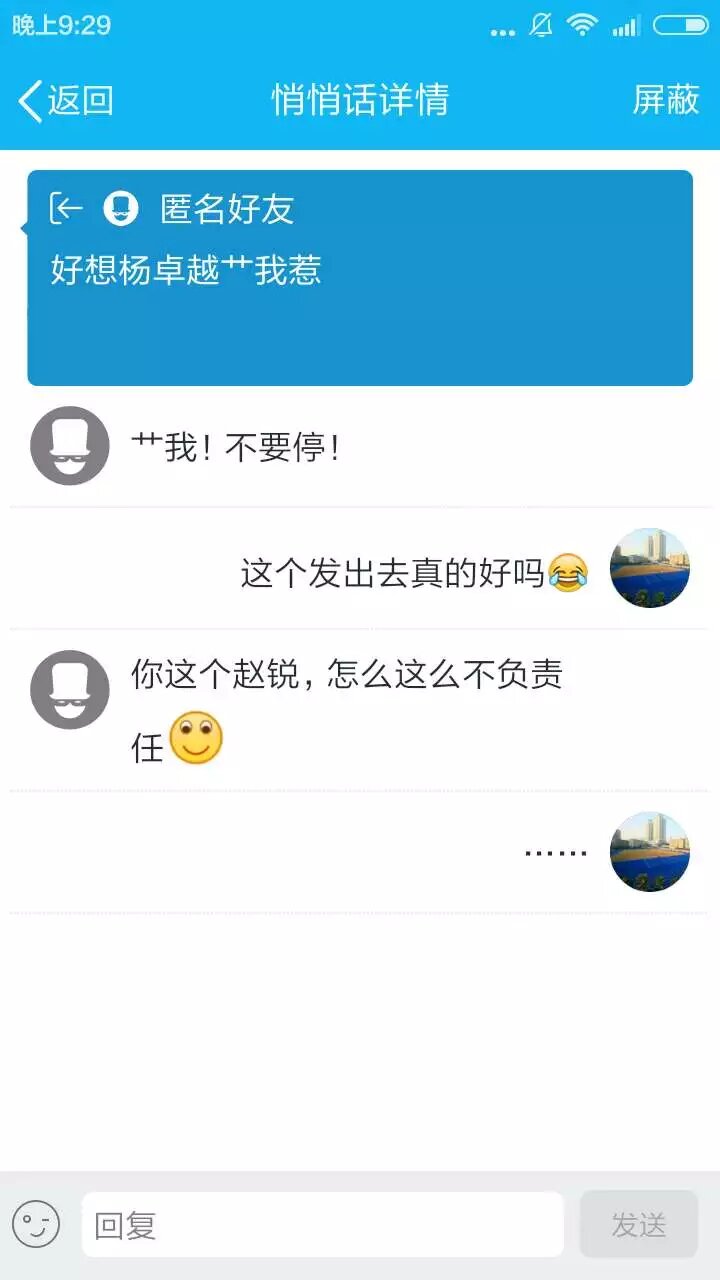 晚上9:29
返回
悄悄话详情
屏蔽
匿名好友
好想杨卓越艹我惹
艹我！不要停！
这个发出去真的好吗😂
你这个赵锐，怎么这么不负责
任
……
回复
发送